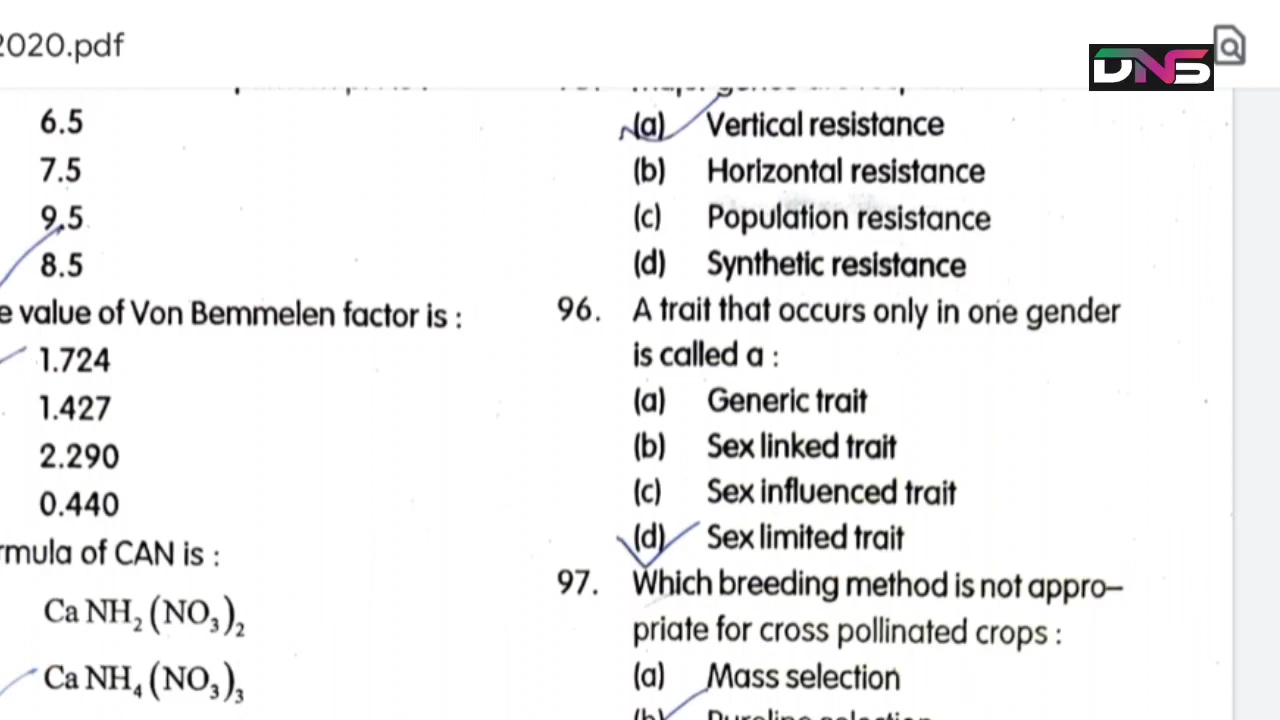 2020.pdf
DNS
6.5
7.5
9.5
8.5
e value of Von Bemmelen factor is :
1.724
1.427
2.290
0.440
rmula of CAN is :
Ca NH₂ (NO₃)₂
Ca NH₄ (NO₃)₃
(a) Vertical resistance
(b) Horizontal resistance
(c) Population resistance
(d) Synthetic resistance
96. A trait that occurs only in one gender
is called a :
(a) Generic trait
(b) Sex linked trait
(c) Sex influenced trait
(d) Sex limited trait
97. Which breeding method is not appro–
priate for cross pollinated crops :
(a) Mass selection
(b) Pureline selection